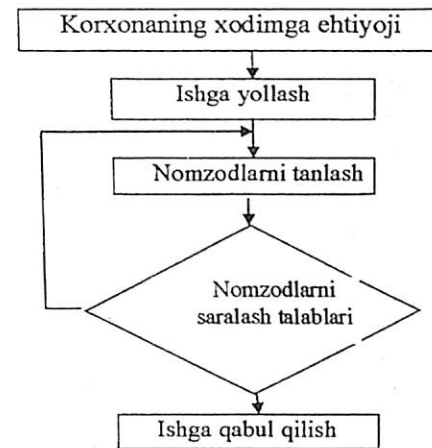 Korxonaning xodimga ehtiyoji
Ishga yollash
Nomzodlarni tanlash
Nomzodlarni
saralash talablari
Ishga qabul qilish